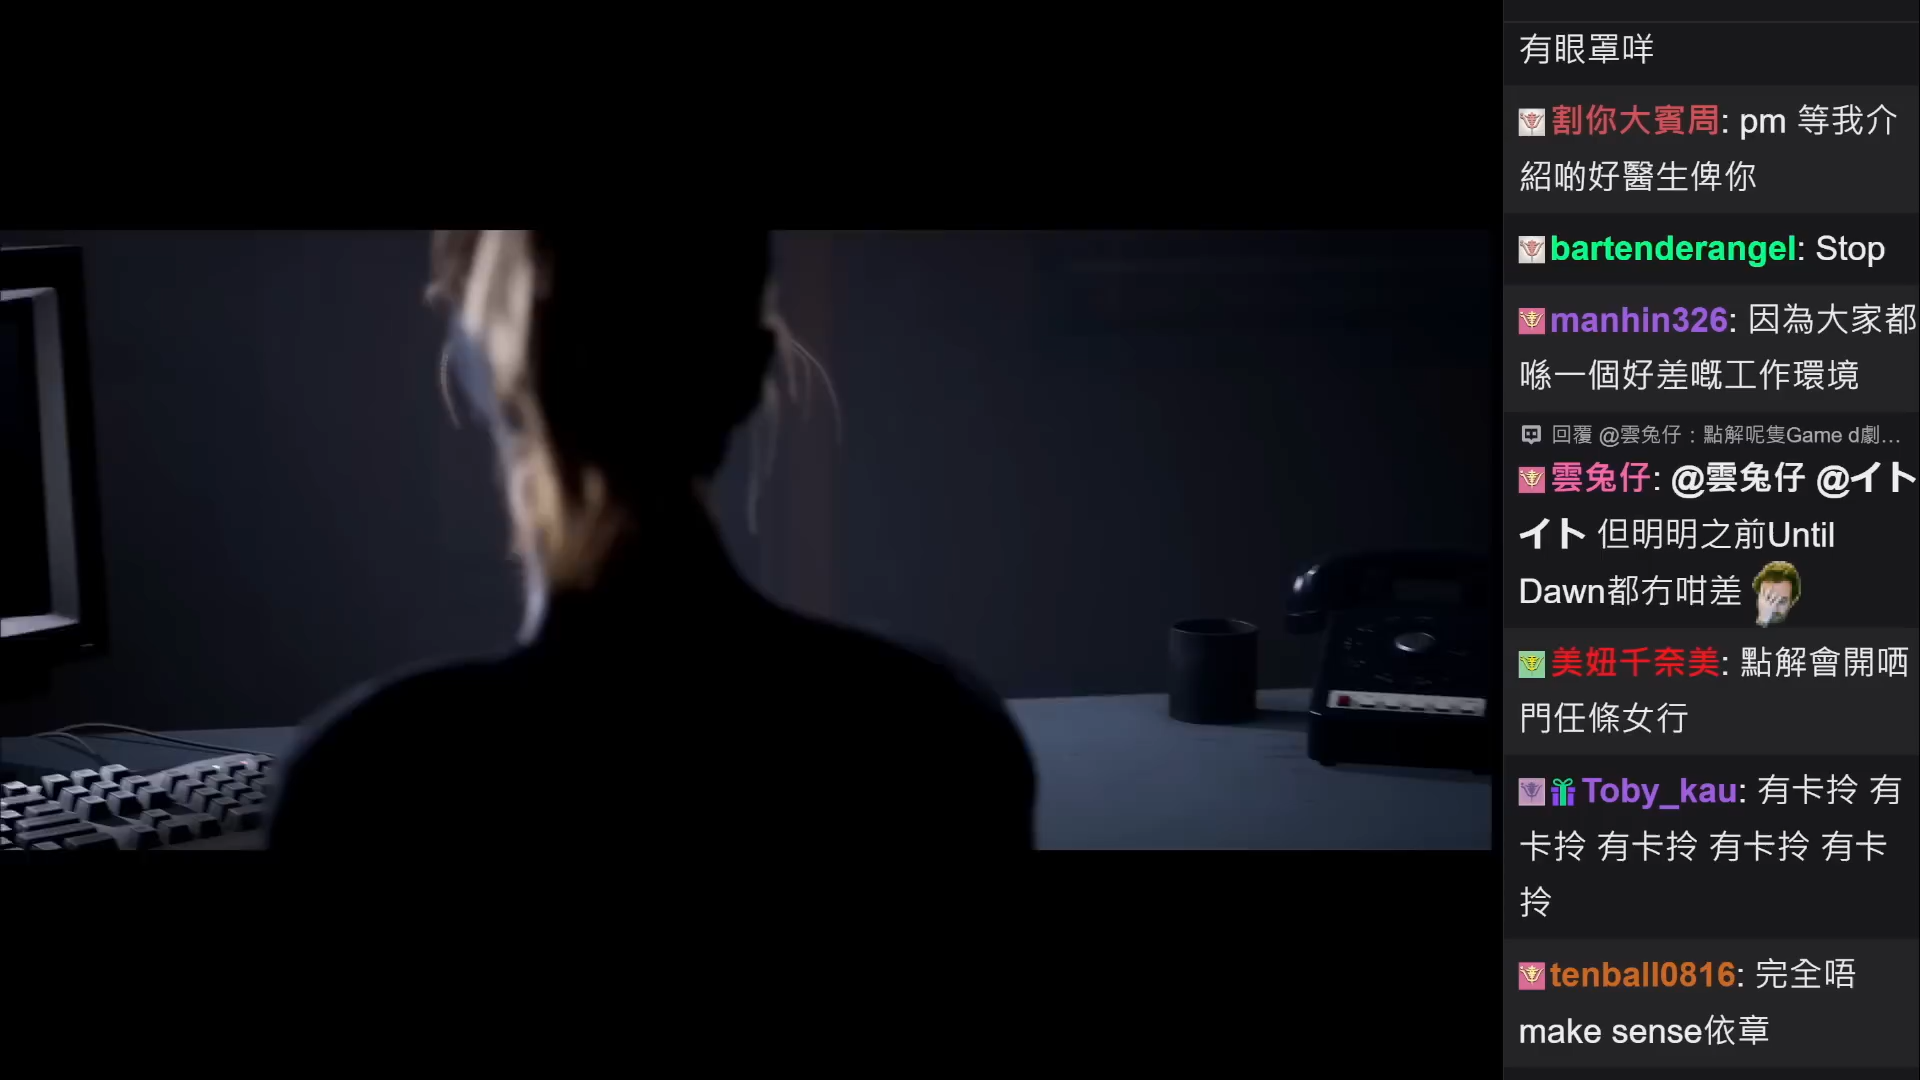 有眼罩咩
割你大賓周: pm 等我介
紹啲好醫生俾你
bartenderangel: Stop
manhin326: 因為大家都
喺一個好差嘅工作環境
回覆 @雲兔仔：點解呢隻Game d劇...
雲兔仔: @雲兔仔 @イト
イト 但明明之前Until
Dawn都冇咁差
美妞千奈美: 點解會開哂
門任條女行
Toby_kau: 有卡拎 有
卡拎 有卡拎 有卡拎 有卡
拎
tenball0816: 完全唔
make sense依章